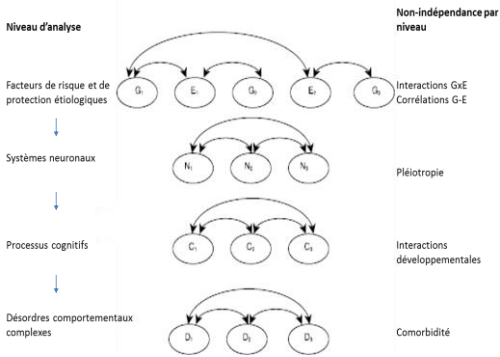 Niveau d'analyse
Non-indépendance par
niveau
Facteurs de risque et de
protection étiologiques
G₁ E₁ G₂ E₂ G₃
Interactions GxE
Corrélats G-E
Systèmes neuronaux
N₁ N₂ N₃
Pléiotropie
Processus cognitifs
C₁ C₂ C₃
Interactions
développementales
Désordres comportementaux
complexes
D₁ D₂ D₃
Comorbidité